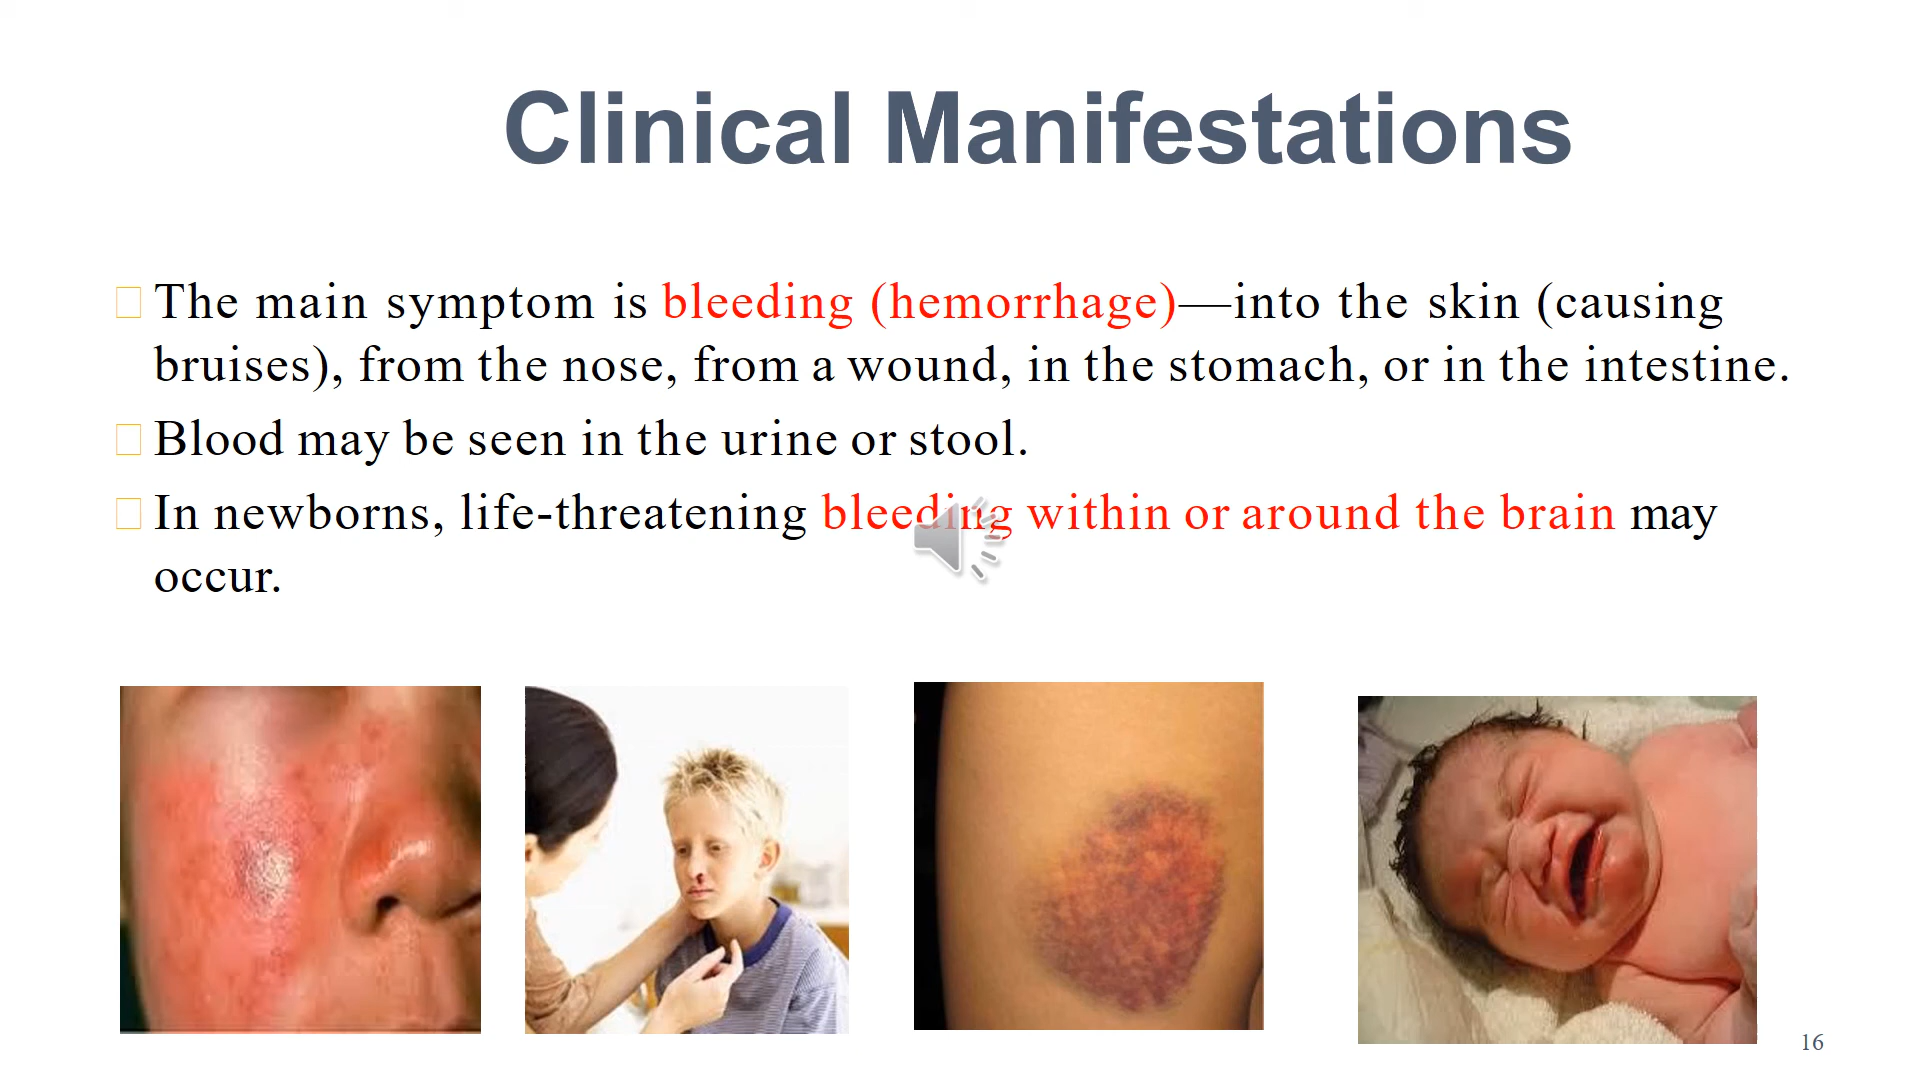 Clinical Manifestations
The main symptom is bleeding (hemorrhage)—into the skin (causing
bruises), from the nose, from a wound, in the stomach, or in the intestine.
Blood may be seen in the urine or stool.
In newborns, life-threatening bleeding within or around the brain may
occur.
16